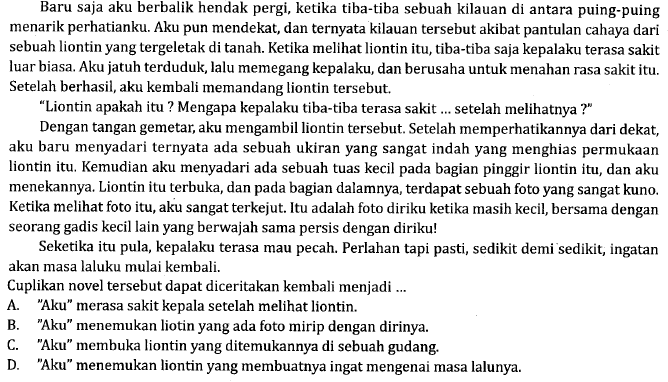 Baru saja aku berbalik hendak pergi, ketika tiba-tiba sebuah kilauan di antara puing-puing
menarik perhatianku. Aku pun mendekat, dan ternyata kilauan tersebut akibat pantulan cahaya dari
sebuah liontin yang tergeletak di tanah. Ketika melihat liontin itu, tiba-tiba saja kepalaku terasa sakit
luar biasa. Aku jatuh terduduk, lalu memegang kepalaku, dan berusaha untuk menahan rasa sakit itu.
Setelah berhasil, aku kembali memandang liontin tersebut.
“Liontin apakah itu ? Mengapa kepalaku tiba-tiba terasa sakit ... setelah melihatnya ?”
Dengan tangan gemetar, aku mengambil liontin tersebut. Setelah memperhatikannya dari dekat,
aku baru menyadari ternyata ada sebuah ukiran yang sangat indah yang menghias permukaan
liontin itu. Kemudian aku menyadari ada sebuah tuas kecil pada bagian pinggir liontin itu, dan aku
menekannya. Liontin itu terbuka, dan pada bagian dalamnya, terdapat sebuah foto yang sangat kuno.
Ketika melihat foto itu, aku sangat terkejut. Itu adalah foto diriku ketika masih kecil, bersama dengan
seorang gadis kecil lain yang berwajah sama persis dengan diriku!
Seketika itu pula, kepalaku terasa mau pecah. Perlahan tapi pasti, sedikit demi sedikit, ingatan
akan masa laluku mulai kembali.
Cuplikan novel tersebut dapat diceritakan kembali menjadi ...
A. ”Aku” merasa sakit kepala setelah melihat liontin.
B. ”Aku” menemukan liotin yang ada foto mirip dengan dirinya.
C. ”Aku” membuka liontin yang ditemukannya di sebuah gudang.
D. ”Aku” menemukan liontin yang membuatnya ingat mengenai masa lalunya.